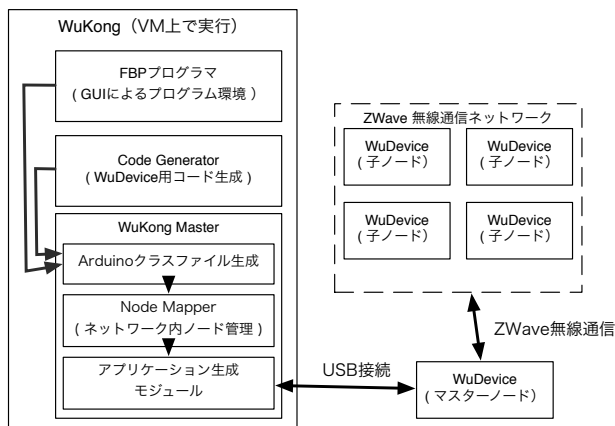 WuKong（VM上で実行）
FBPプログラマ
( GUIによるプログラム環境 ）
Code Generator
( WuDevice用コード生成 )
WuKong Master
Arduinoクラスファイル生成
Node Mapper
( ネットワーク内ノード管理 ）
アプリケーション生成
モジュール
ZWave 無線通信ネットワーク
WuDevice
( 子ノード）
WuDevice
( 子ノード）
WuDevice
( 子ノード）
WuDevice
( 子ノード）
ZWave無線通信
USB接続
WuDevice
( マスターノード）